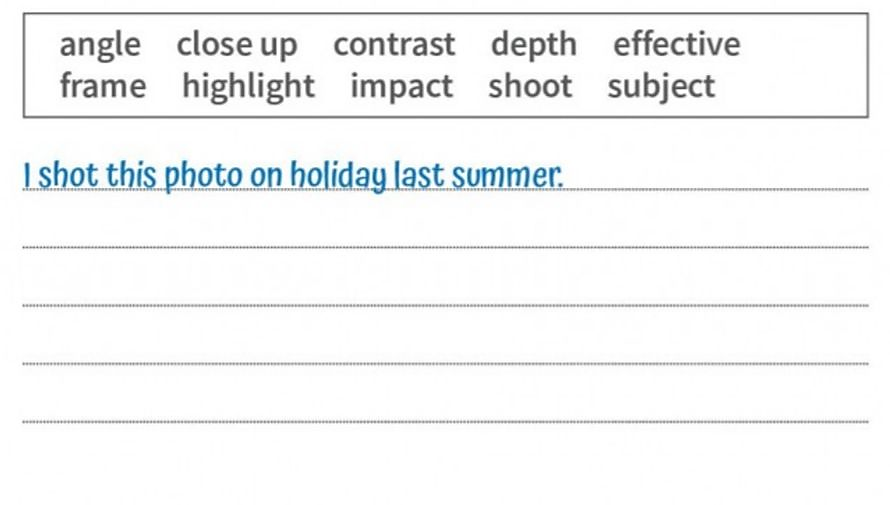 angle close up contrast depth effective
frame highlight impact shoot subject
I shot this photo on holiday last summer.